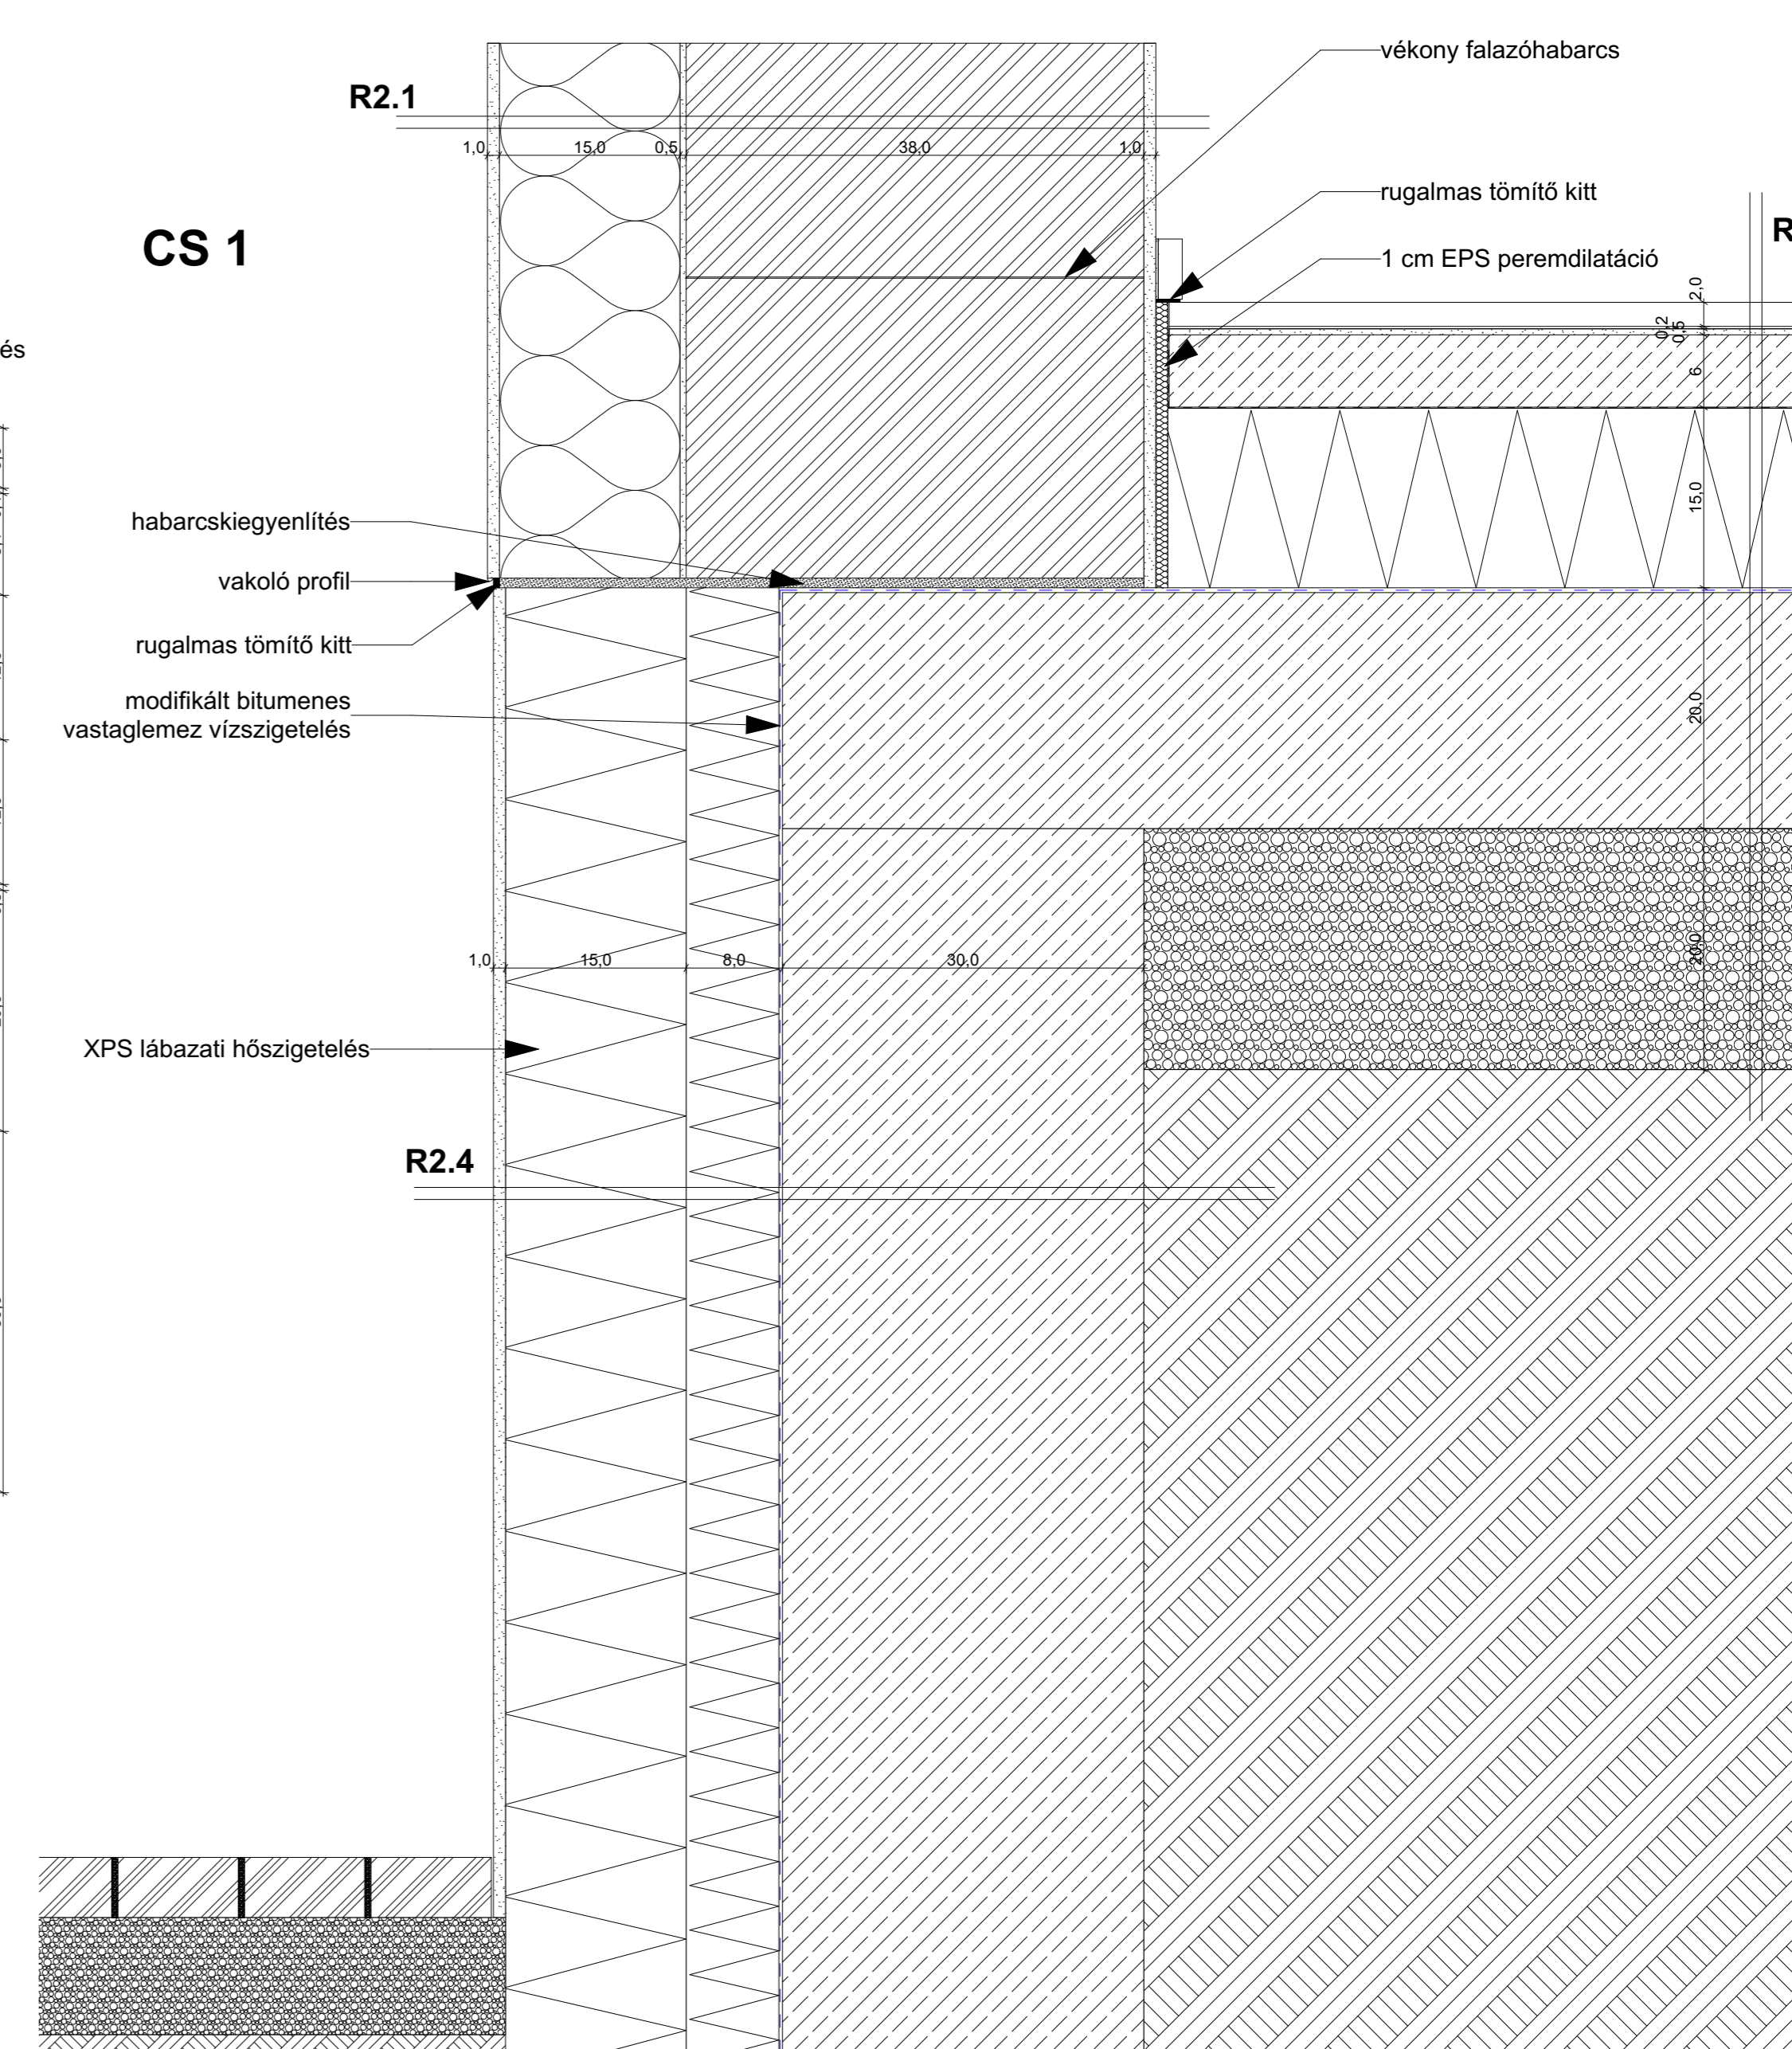 vékony falazóhabarcs
R2.1
1,0 15,0 0,5 38,0 1,0
rugalmas tömítő kitt
R
CS 1
1 cm EPS peremdilatáció
2,0
0,2
0,5
és
6
15,0
habarcskiegyenlítés
vakoló profil
rugalmas tömítő kitt
modifikált bitumenes
vastaglemez vízszigetelés
20,0
1,0 15,0 8,0 30,0
20,0
XPS lábazati hőszigetelés
R2.4